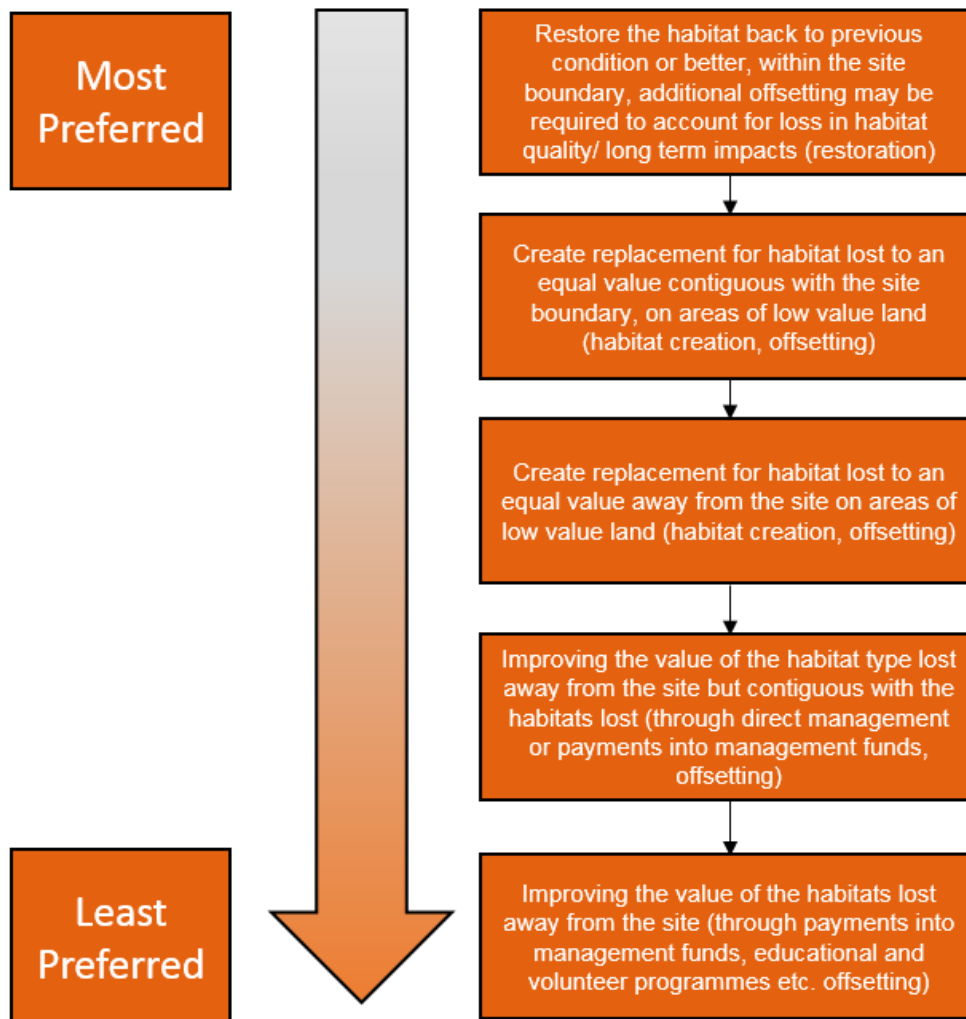 Most
Preferred
Restore the habitat back to previous
condition or better, within the site
boundary, additional offsetting may be
required to account for loss in habitat
quality/ long term impacts (restoration)
Create replacement for habitat lost to an
equal value contiguous with the site
boundary, on areas of low value land
(habitat creation, offsetting)
Create replacement for habitat lost to an
equal value away from the site on areas of
low value land (habitat creation, offsetting)
Improving the value of the habitat type lost
away from the site but contiguous with the
habitats lost (through direct management
or payments into management funds,
offsetting)
Least
Preferred
Improving the value of the habitats lost
away from the site (through payments into
management funds, educational and
volunteer programmes etc. offsetting)